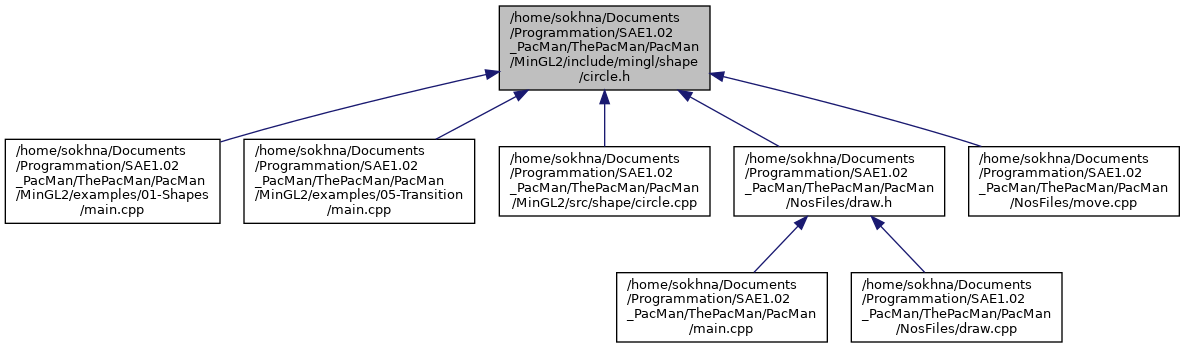 /home/sokhna/Documents
/Programmation/SAE1.02
_PacMan/ThePacMan/PacMan
/MinGL2/include/mingl/shape
/circle.h
/home/sokhna/Documents
/Programmation/SAE1.02
_PacMan/ThePacMan/PacMan
/MinGL2/examples/01-Shapes
/main.cpp
/home/sokhna/Documents
/Programmation/SAE1.02
_PacMan/ThePacMan/PacMan
/MinGL2/examples/05-Transition
/main.cpp
/home/sokhna/Documents
/Programmation/SAE1.02
_PacMan/ThePacMan/PacMan
/MinGL2/src/shape/circle.cpp
/home/sokhna/Documents
/Programmation/SAE1.02
_PacMan/ThePacMan/PacMan
/NosFiles/draw.h
/home/sokhna/Documents
/Programmation/SAE1.02
_PacMan/ThePacMan/PacMan
/NosFiles/move.cpp
/home/sokhna/Documents
/Programmation/SAE1.02
_PacMan/ThePacMan/PacMan
/main.cpp
/home/sokhna/Documents
/Programmation/SAE1.02
_PacMan/ThePacMan/PacMan
/NosFiles/draw.cpp